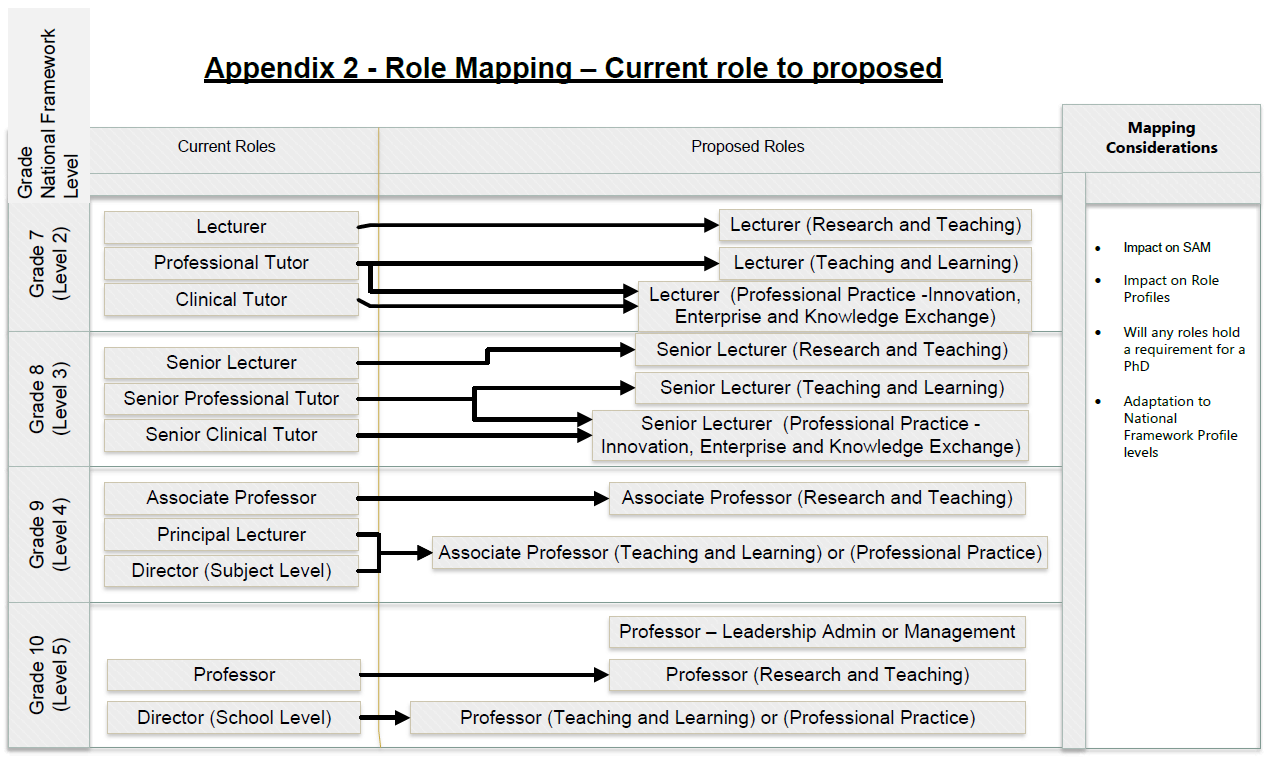 Appendix 2 - Role Mapping – Current role to proposed
Grade
National Framework
Level
Current Roles
Proposed Roles
Mapping
Considerations
Grade 7
(Level 2)
Lecturer
Lecturer (Research and Teaching)
Professional Tutor
Lecturer (Teaching and Learning)
Clinical Tutor
Lecturer (Professional Practice -Innovation,
Enterprise and Knowledge Exchange)
Grade 8
(Level 3)
Senior Lecturer
Senior Lecturer (Research and Teaching)
Senior Professional Tutor
Senior Lecturer (Teaching and Learning)
Senior Clinical Tutor
Senior Lecturer (Professional Practice -
Innovation, Enterprise and Knowledge Exchange)
Grade 9
(Level 4)
Associate Professor
Associate Professor (Research and Teaching)
Principal Lecturer
Director (Subject Level)
Associate Professor (Teaching and Learning) or (Professional Practice)
Grade 10
(Level 5)
Professor – Leadership Admin or Management
Professor
Professor (Research and Teaching)
Director (School Level)
Professor (Teaching and Learning) or (Professional Practice)
• Impact on SAM
• Impact on Role
Profiles
• Will any roles hold
a requirement for a
PhD
• Adaptation to
National
Framework Profile
levels